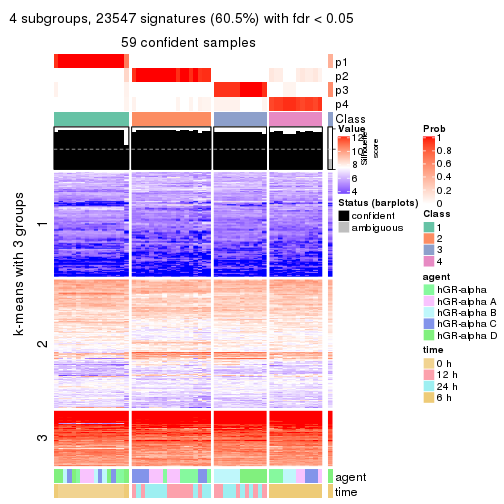 4 subgroups, 23547 signatures (60.5%) with fdr < 0.05
59 confident samples
p1
p2
p3
p4
Class
Silhouette
score
k-means with 3 groups
1
2
3
agent
time
Value
12
10
8
6
4
Status (barplots)
confident
ambiguous
Prob
1
0.8
0.6
0.4
0.2
0
Class
1
2
3
4
agent
hGR-alpha
hGR-alpha A
hGR-alpha B
hGR-alpha C
hGR-alpha D
time
0 h
12 h
24 h
6 h